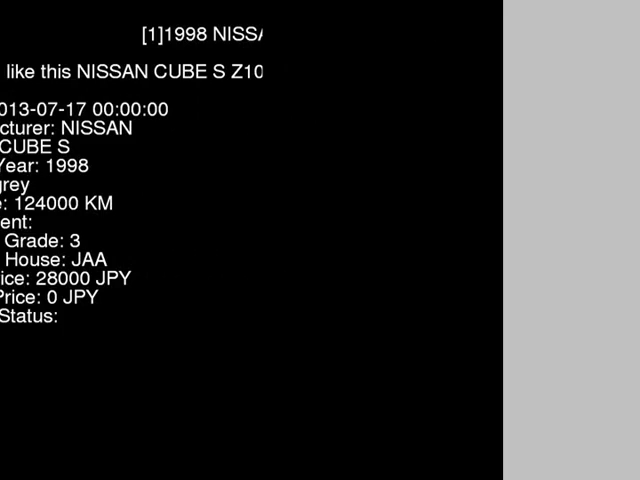 [1]1998 NISSA
like this NISSAN CUBE S Z10
013-07-17 00:00:00
cturer: NISSAN
CUBE S
Year: 1998
grey
e: 124000 KM
ent:
Grade: 3
House: JAA
ice: 28000 JPY
Price: 0 JPY
Status: